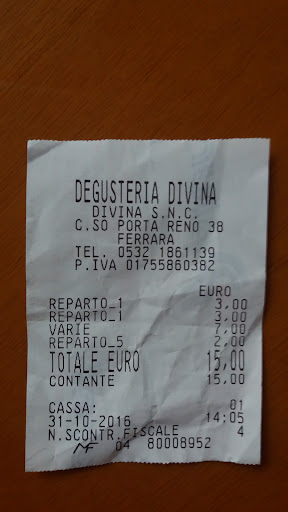 DEGUSTERIA DIVINA
DIVINA S.N.C.
C.SO PORTA RENO 38
FERRARA
TEL. 0532 1861139
P.IVA 01755860382
EURO
REPARTO_1 3,00
REPARTO_1 3,00
VARIE 7,00
REPARTO_5 2,00
TOTALE EURO 15,00
CONTANTE 15,00
CASSA: 01
31-10-2016 14:05
N.SCONTR.FISCALE 4
MF 04 80008952